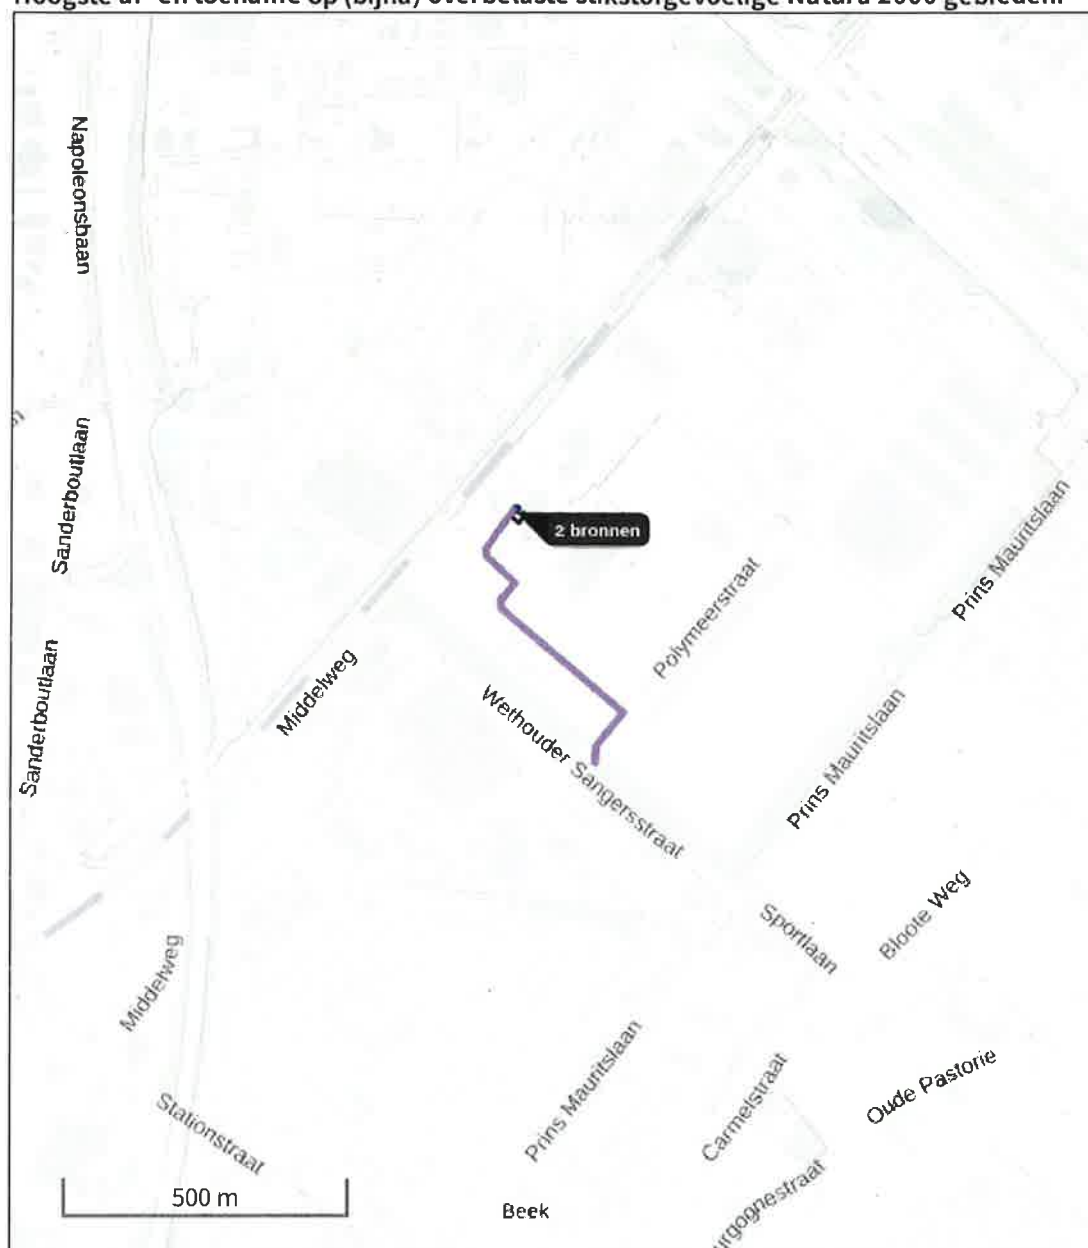 Hoogste af- en toename op (bijna) overbelaste stikstofgevoelige Natura 2000 gebieden.
Napoleonsbaan
Sanderboutlaan
2 bronnen
Prins Mauritslaan
Polymeerstraat
Sanderboutlaan
Middelweg
Wethouder Sangersstraat
Prins Mauritslaan
Bloote Weg
Sportlaan
Middelweg
Prins Mauritslaan
Carmelstraat
Oude Pastorie
Stationstraat
500 m
Beek
urgognestraat